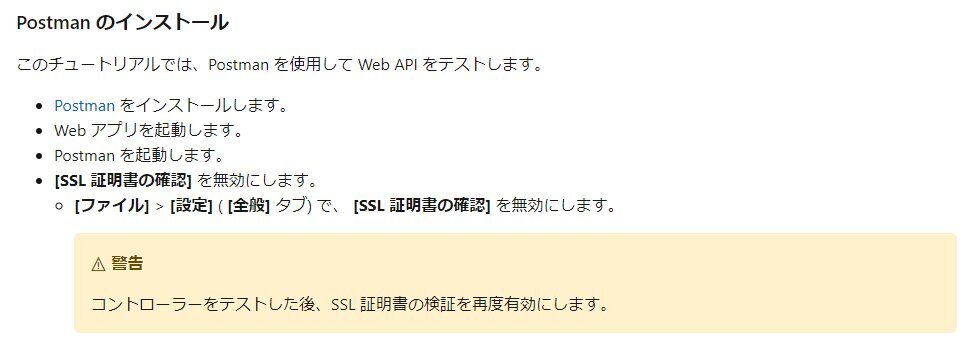 Postman のインストール
このチュートリアルでは、Postman を使用して Web API をテストします。
• Postman をインストールします。
• Web アプリを起動します。
• Postman を起動します。
• [SSL 証明書の確認] を無効にします。
○ [ファイル] > [設定] ( [全般] タブ) で、 [SSL 証明書の確認] を無効にします。
⚠ 警告
コントローラーをテストした後、SSL 証明書の検証を再度有効にします。